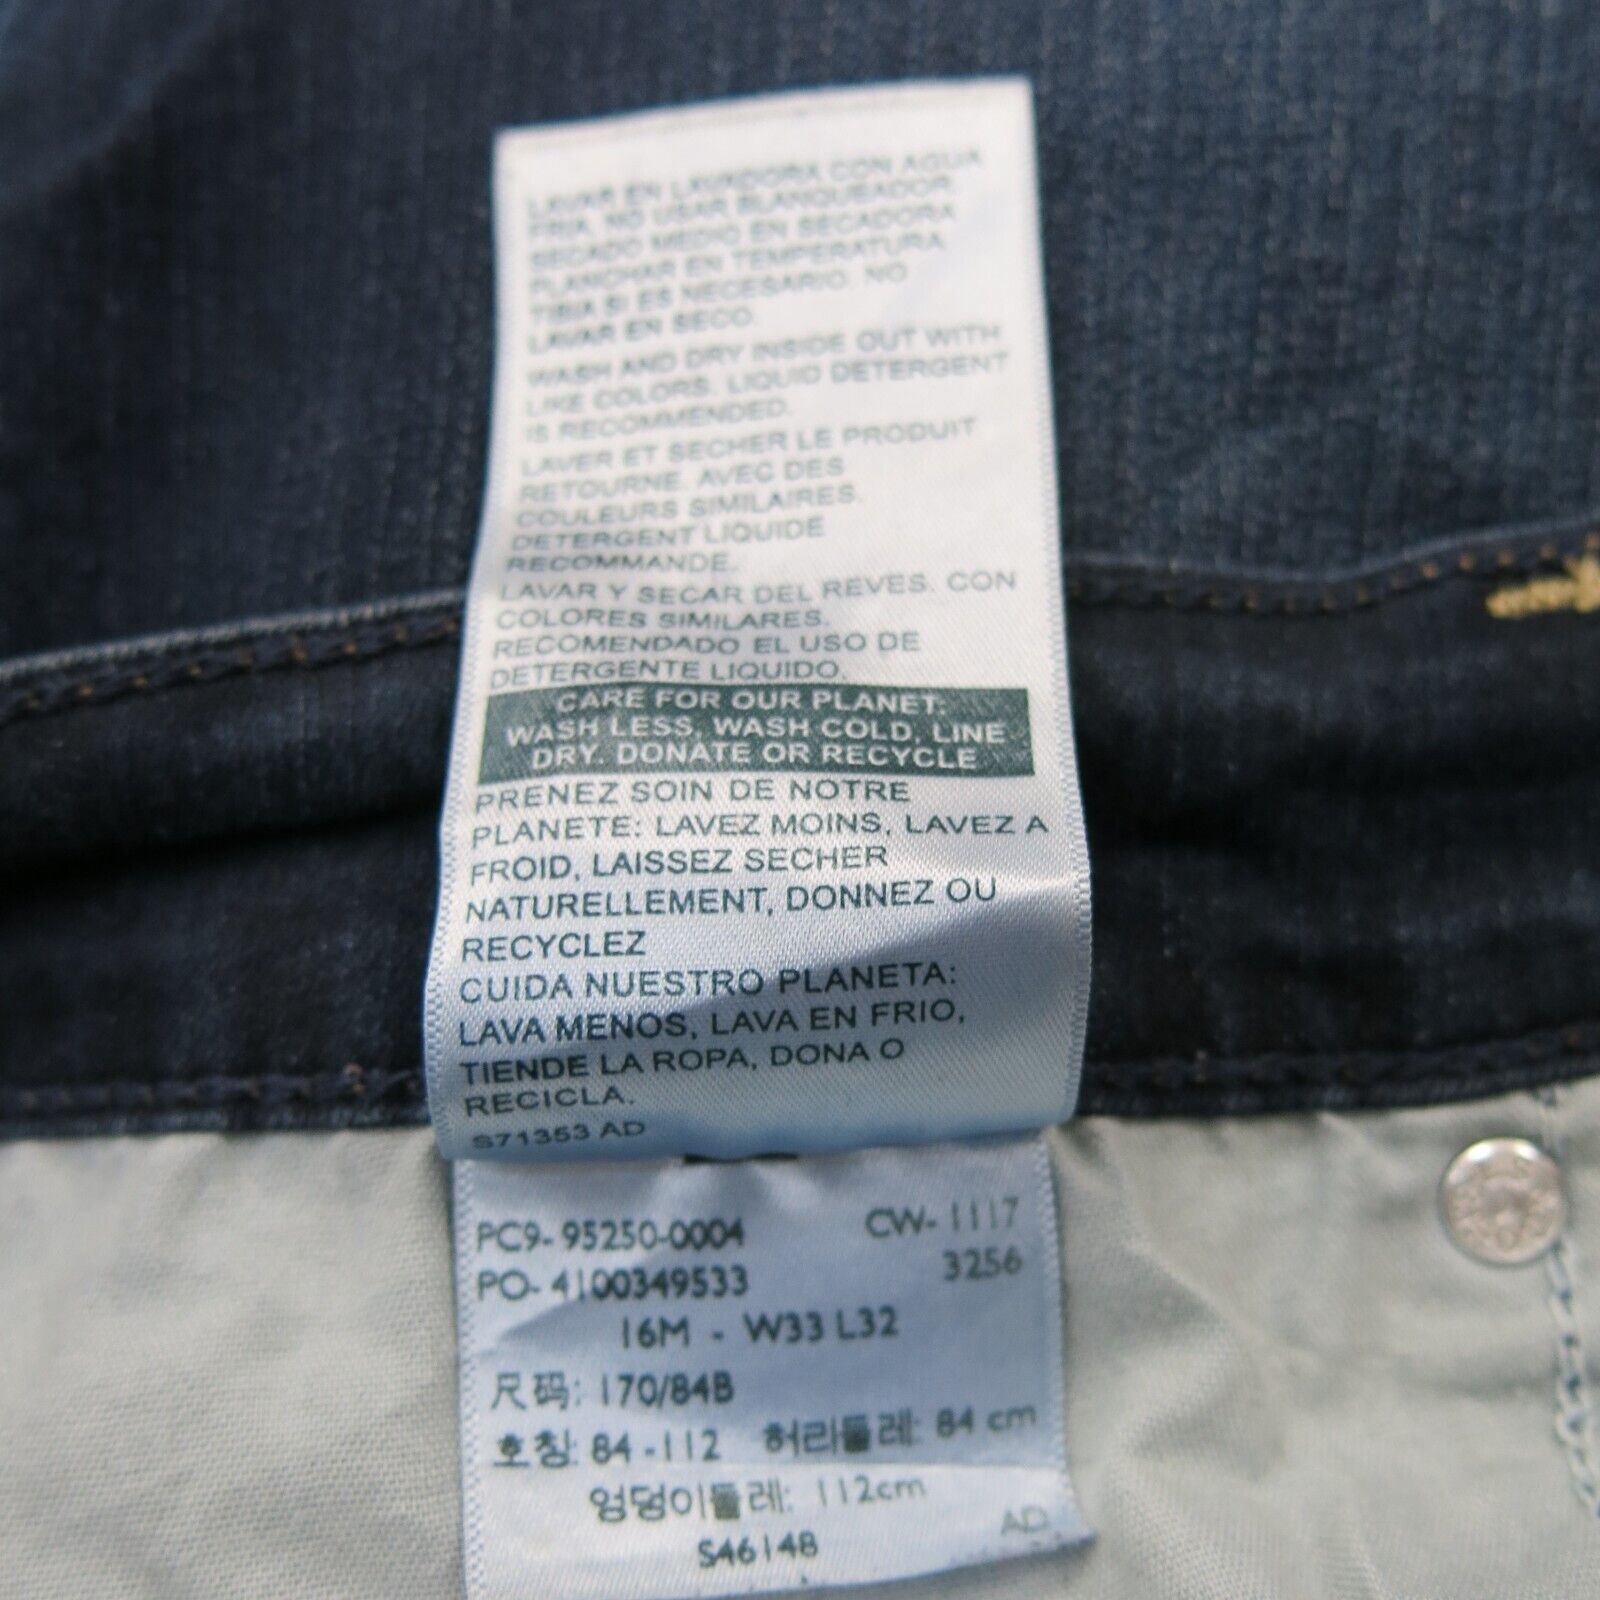 LAVAR EN LAVADORA CON AGUA
FRIA, NO USAR BLANQUEADOR
SECADO MEDIO EN SECADORA
PLANCHAR EN TEMPERATURA
TIBIA SI ES NECESARIO. NO
LAVAR EN SECO.
WASH AND DRY INSIDE OUT WITH
LIKE COLORS. LIQUID DETERGENT
IS RECOMMENDED.
LAVER ET SECHER LE PRODUIT
RETOURNE. AVEC DES
COULEURS SIMILAIRES.
DETERGENT LIQUIDE
RECOMMANDE.
LAVAR Y SECAR DEL REVES. CON
COLORES SIMILARES.
RECOMENDADO EL USO DE
DETERGENTE LIQUIDO.
CARE FOR OUR PLANET:
WASH LESS, WASH COLD, LINE
DRY. DONATE OR RECYCLE
PRENEZ SOIN DE NOTRE
PLANETE: LAVEZ MOINS, LAVEZ A
FROID, LAISSEZ SECHER
NATURELLEMENT, DONNEZ OU
RECYCLEZ
CUIDA NUESTRO PLANETA:
LAVA MENOS, LAVA EN FRIO,
TIENDE LA ROPA, DONA O
RECICLA.
S71353 AD
PC9-95250-0004 CW-1117
PO-4100349533 3256
16M - W33 L32
尺码: 170/84B
호칭: 84-112 허리둘레: 84 cm
엉덩이둘레: 112cm
AD
S46148